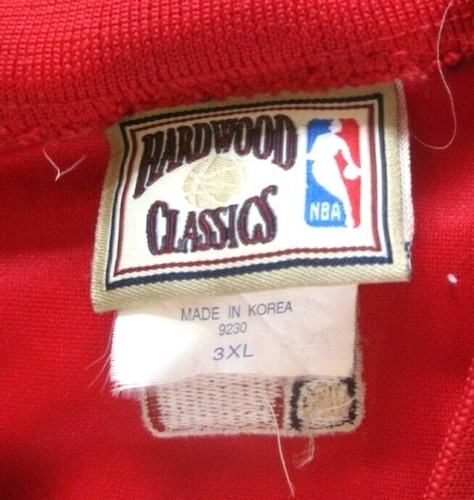 HARDWOOD
CLASSICS
NBA
MADE IN KOREA
9230
3XL